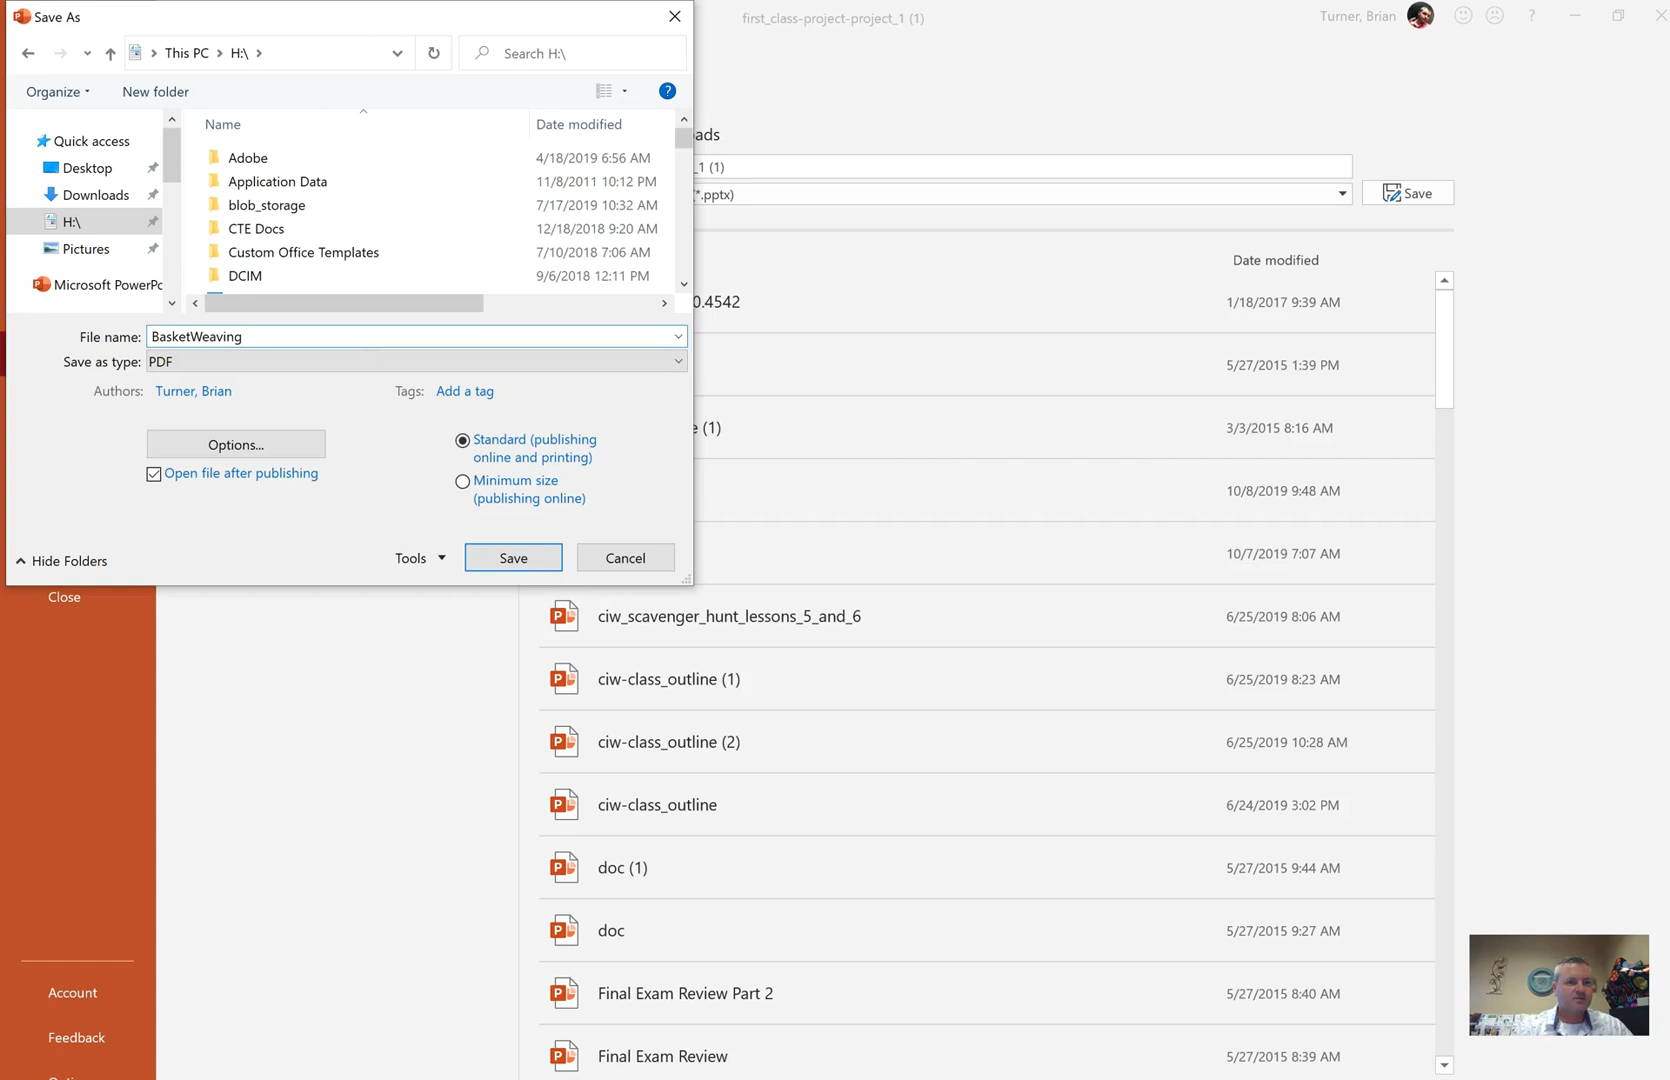 Save As
first_class-project-project_1 (1)
Turner, Brian
?
This PC
H:\
Search H:\
Organize
New folder
?
Name
Date modified
Quick access
Desktop
Downloads
H:\
Pictures
Microsoft PowerPo
Adobe
4/18/2019 6:56 AM
Application Data
11/8/2011 10:12 PM
blob_storage
7/17/2019 10:32 AM
CTE Docs
12/18/2018 9:20 AM
Custom Office Templates
7/10/2018 7:06 AM
DCIM
9/6/2018 12:11 PM
File name:
BasketWeaving
Save as type:
PDF
Authors:
Turner, Brian
Tags:
Add a tag
Options...
Open file after publishing
Standard (publishing
online and printing)
Minimum size
(publishing online)
Hide Folders
Tools
Save
Cancel
ads
_1 (1)
(*.pptx)
Save
Date modified
0.4542
1/18/2017 9:39 AM
5/27/2015 1:39 PM
e (1)
3/3/2015 8:16 AM
10/8/2019 9:48 AM
10/7/2019 7:07 AM
ciw_scavenger_hunt_lessons_5_and_6
6/25/2019 8:06 AM
ciw-class_outline (1)
6/25/2019 8:23 AM
ciw-class_outline (2)
6/25/2019 10:28 AM
ciw-class_outline
6/24/2019 3:02 PM
doc (1)
5/27/2015 9:44 AM
doc
5/27/2015 9:27 AM
Final Exam Review Part 2
5/27/2015 8:40 AM
Final Exam Review
5/27/2015 8:39 AM
Close
Account
Feedback